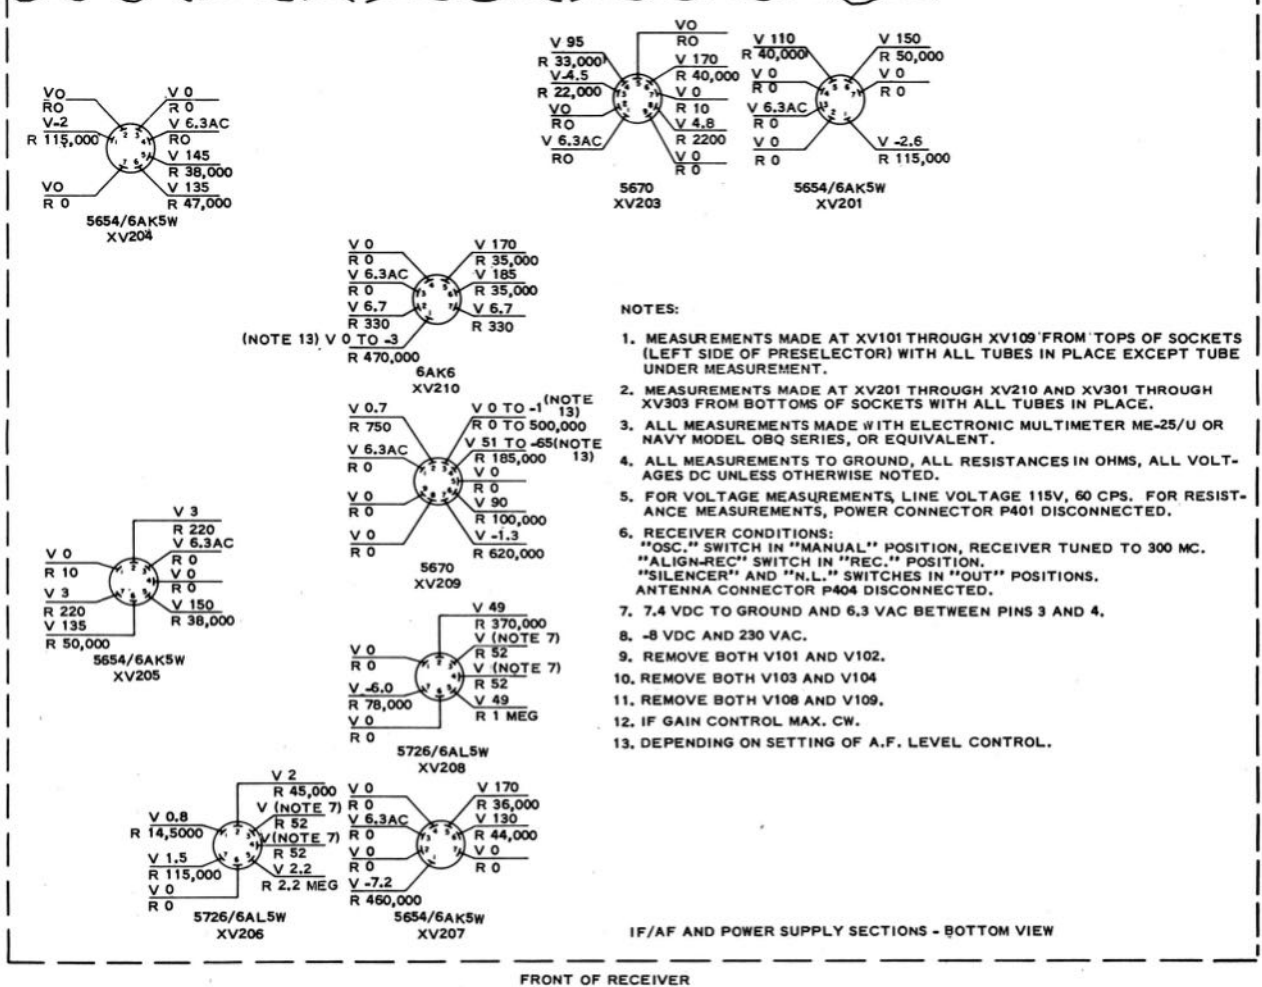 VO
RO
V-2
R 115,000
VO
R 0
V 0
R 0
V 6.3AC
RO
V 145
R 38,000
V 135
R 47,000
5654/6AK5W
XV204
V 95
R 33,000
V-4.5
R 22,000
VO
RO
V 6.3AC
RO
VO
RO
V 170
R 40,000
V 0
R 10
V 4.8
R 2200
V 0
R 0
5670
XV203
V 110
R 40,000
V 0
R 0
V 6.3AC
R 0
V 0
R 0
V 150
R 50,000
V 0
R 0
V -2.6
R 115,000
5654/6AK5W
XV201
V 0
R 0
V 6.3AC
R 0
V 6.7
R 330
(NOTE 13) V 0 TO -3
R 470,000
V 170
R 35,000
V 185
R 35,000
V 6.7
R 330
6AK6
XV210
V 0.7
R 750
V 6.3AC
R 0
V 0
R 0
V 0
R 0
V 0 TO -1 (NOTE 13)
R 0 TO 500,000
V 51 TO -65(NOTE 13)
R 185,000
V 0
R 0
V 90
R 100,000
V -1.3
R 620,000
5670
XV209
V 0
R 10
V 3
R 220
V 135
R 50,000
V 3
R 220
V 6.3AC
R 0
V 0
R 0
V 150
R 38,000
5654/6AK5W
XV205
V 0
R 0
V -6.0
R 78,000
V 0
R 0
V 49
R 370,000
V (NOTE 7)
R 52
V (NOTE 7)
R 52
V 49
R 1 MEG
5726/6AL5W
XV208
V 0.8
R 14,5000
V 1.5
R 115,000
V 0
R 0
V 2
R 45,000
V (NOTE 7)
R 52
V(NOTE 7)
R 52
V 2.2
R 2.2 MEG
5726/6AL5W
XV206
V 0
R 0
V 6.3AC
R 0
V 0
R 0
V -7.2
R 460,000
V 170
R 36,000
V 130
R 44,000
V 0
R 0
5654/6AK5W
XV207
NOTES:
1. MEASUREMENTS MADE AT XV101 THROUGH XV109 FROM TOPS OF SOCKETS
(LEFT SIDE OF PRESELECTOR) WITH ALL TUBES IN PLACE EXCEPT TUBE
UNDER MEASUREMENT.
2. MEASUREMENTS MADE AT XV201 THROUGH XV210 AND XV301 THROUGH
XV303 FROM BOTTOMS OF SOCKETS WITH ALL TUBES IN PLACE.
3. ALL MEASUREMENTS MADE WITH ELECTRONIC MULTIMETER ME-25/U OR
NAVY MODEL OBQ SERIES, OR EQUIVALENT.
4. ALL MEASUREMENTS TO GROUND, ALL RESISTANCES IN OHMS, ALL VOLT-
AGES DC UNLESS OTHERWISE NOTED.
5. FOR VOLTAGE MEASUREMENTS, LINE VOLTAGE 115V, 60 CPS. FOR RESIST-
ANCE MEASUREMENTS, POWER CONNECTOR P401 DISCONNECTED.
6. RECEIVER CONDITIONS:
"OSC." SWITCH IN "MANUAL" POSITION, RECEIVER TUNED TO 300 MC.
"ALIGN-REC" SWITCH IN "REC." POSITION.
"SILENCER" AND "N.L." SWITCHES IN "OUT" POSITIONS.
ANTENNA CONNECTOR P404 DISCONNECTED.
7. 7.4 VDC TO GROUND AND 6.3 VAC BETWEEN PINS 3 AND 4.
8. -8 VDC AND 230 VAC.
9. REMOVE BOTH V101 AND V102.
10. REMOVE BOTH V103 AND V104
11. REMOVE BOTH V108 AND V109.
12. IF GAIN CONTROL MAX. CW.
13. DEPENDING ON SETTING OF A.F. LEVEL CONTROL.
IF/AF AND POWER SUPPLY SECTIONS - BOTTOM VIEW
FRONT OF RECEIVER